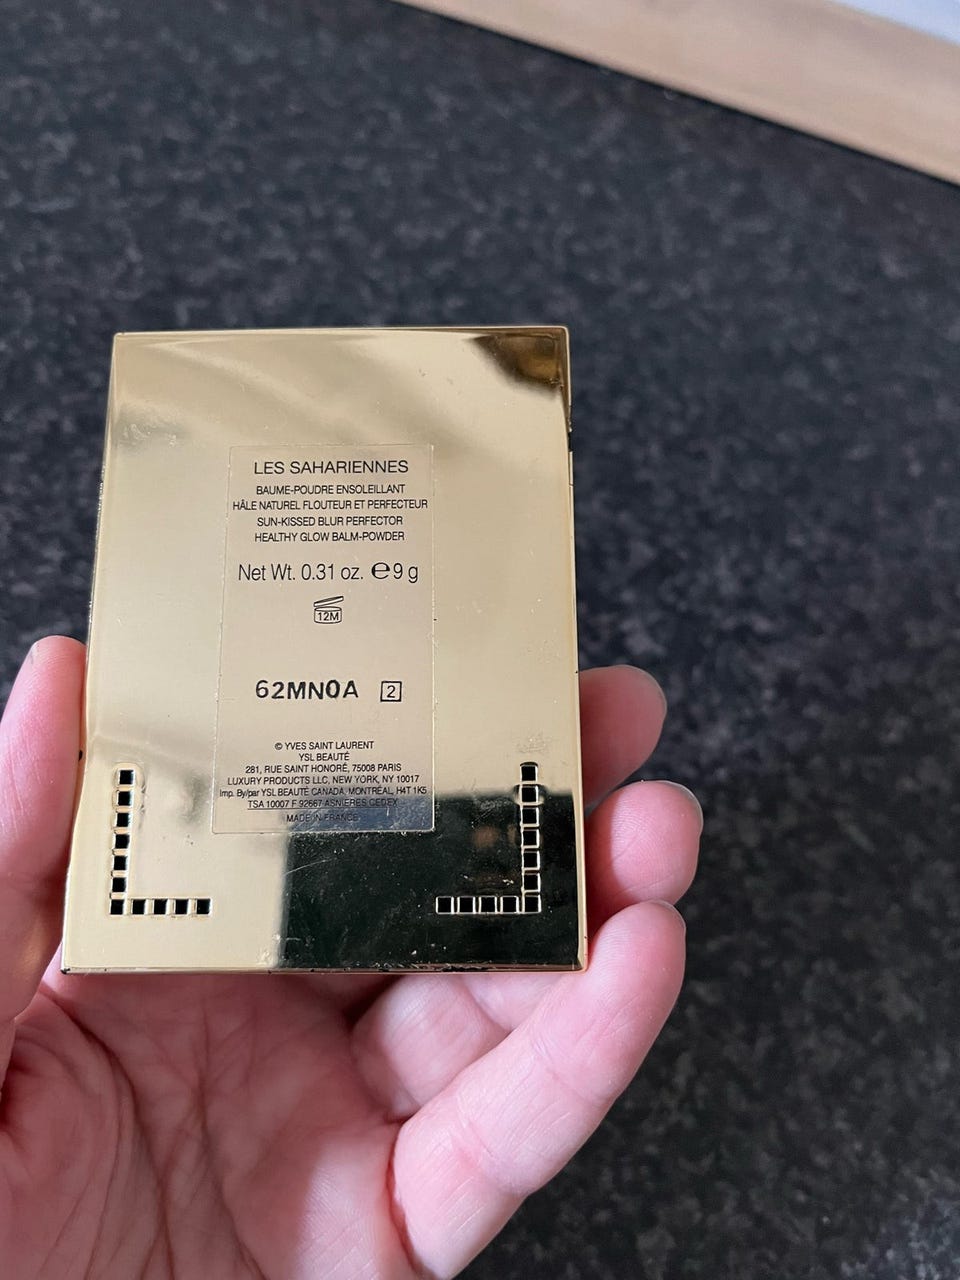 LES SAHARIENNES
BAUME-POUDRE ENSOLEILLANT
HÂLE NATUREL FLOUTEUR ET PERFECTEUR
SUN-KISSED BLUR PERFECTOR
HEALTHY GLOW BALM-POWDER
Net Wt. 0.31 oz. ℮9 g
12M
62MN0A 2
© YVES SAINT LAURENT
YSL BEAUTÉ
281, RUE SAINT HONORÉ, 75008 PARIS
LUXURY PRODUCTS LLC, NEW YORK, NY 10017
Imp. By/par YSL BEAUTÉ CANADA, MONTRÉAL, H4T 1K5
TSA 10007 F 92667 ASNIÈRES CEDEX
MADE IN FRANCE